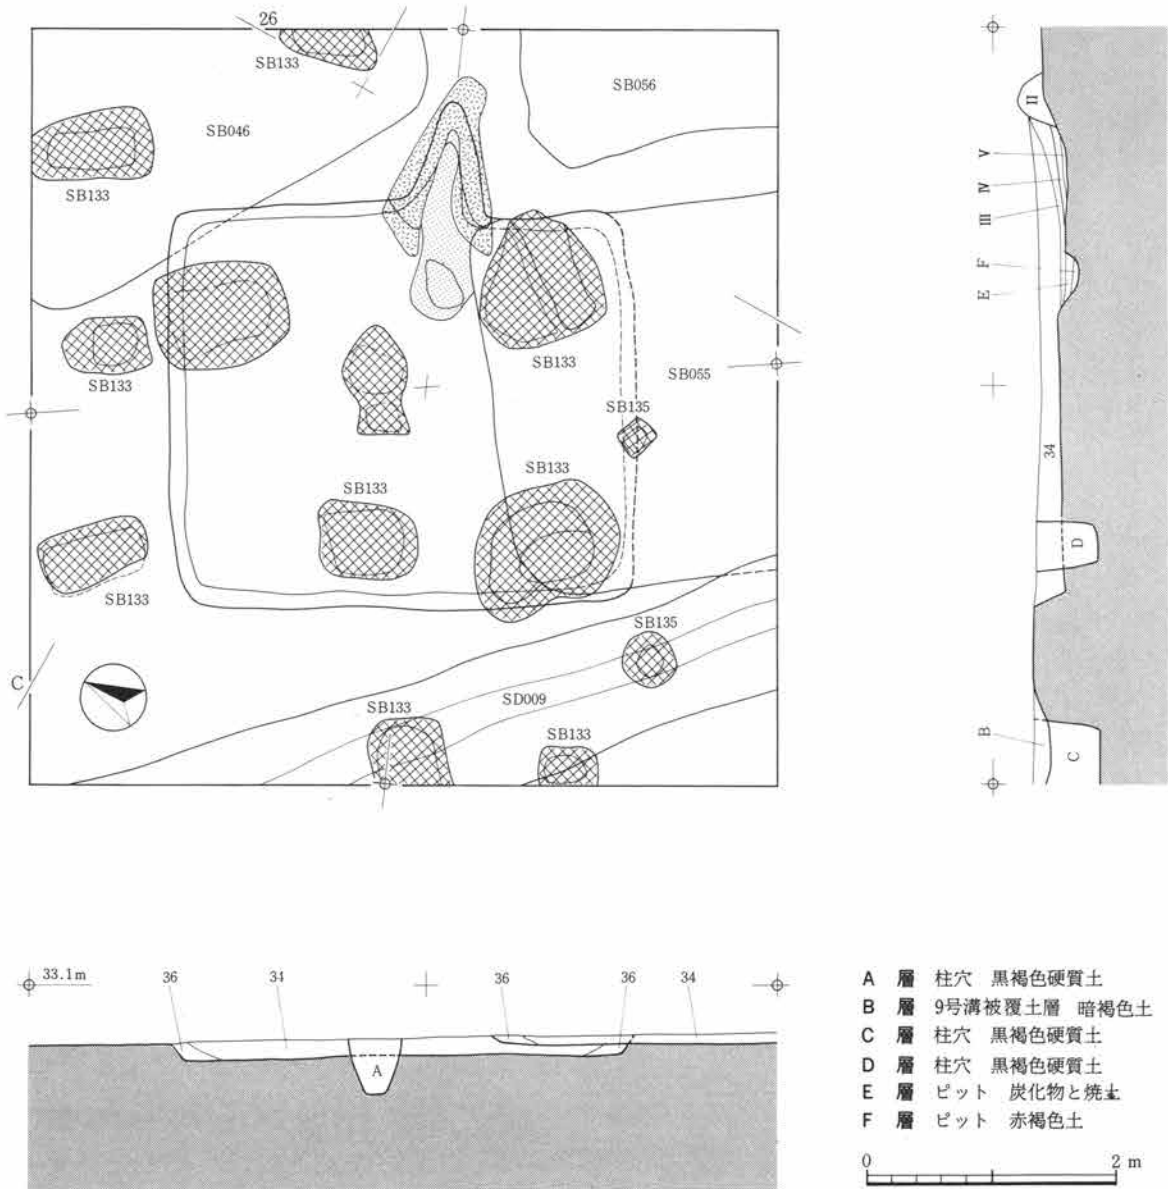 26
SB133
SB056
SB046
SB133
SB133
SB133
SB055
SB135
SB133
SB133
SB133
SB135
C
SD009
SB133
SB133
II
V
IV
III
F
E
34
D
B
C
33.1m
36
31
36
36
34
A
A 層 柱穴 黒褐色硬質土
B 層 9号溝被覆土層 暗褐色土
C 層 柱穴 黒褐色硬質土
D 層 柱穴 黒褐色硬質土
E 層 ピット 炭化物と焼土
F 層 ピット 赤褐色土
0 2 m